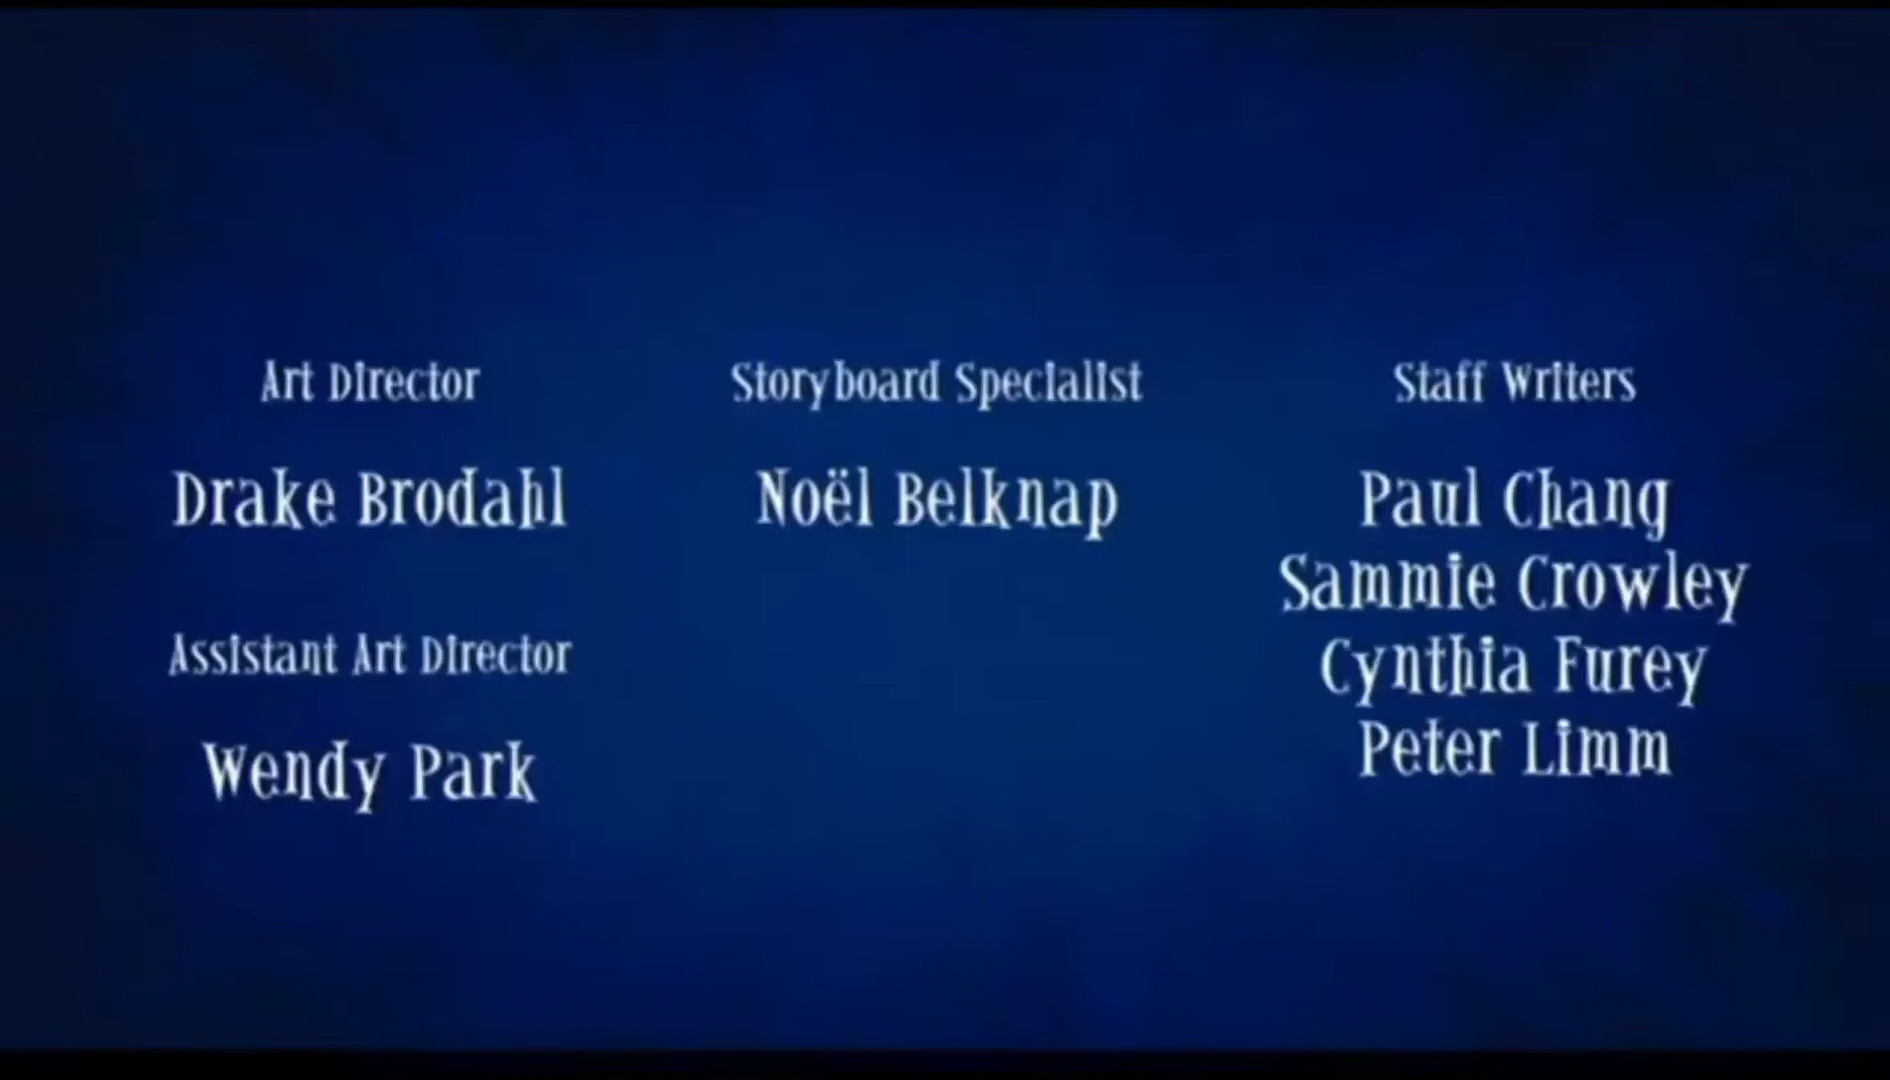 Art Director
Drake Brodahl
Assistant Art Director
Wendy Park
Storyboard Specialist
Noël Belknap
Staff Writers
Paul Chang
Sammie Crowley
Cynthia Furey
Peter Limm